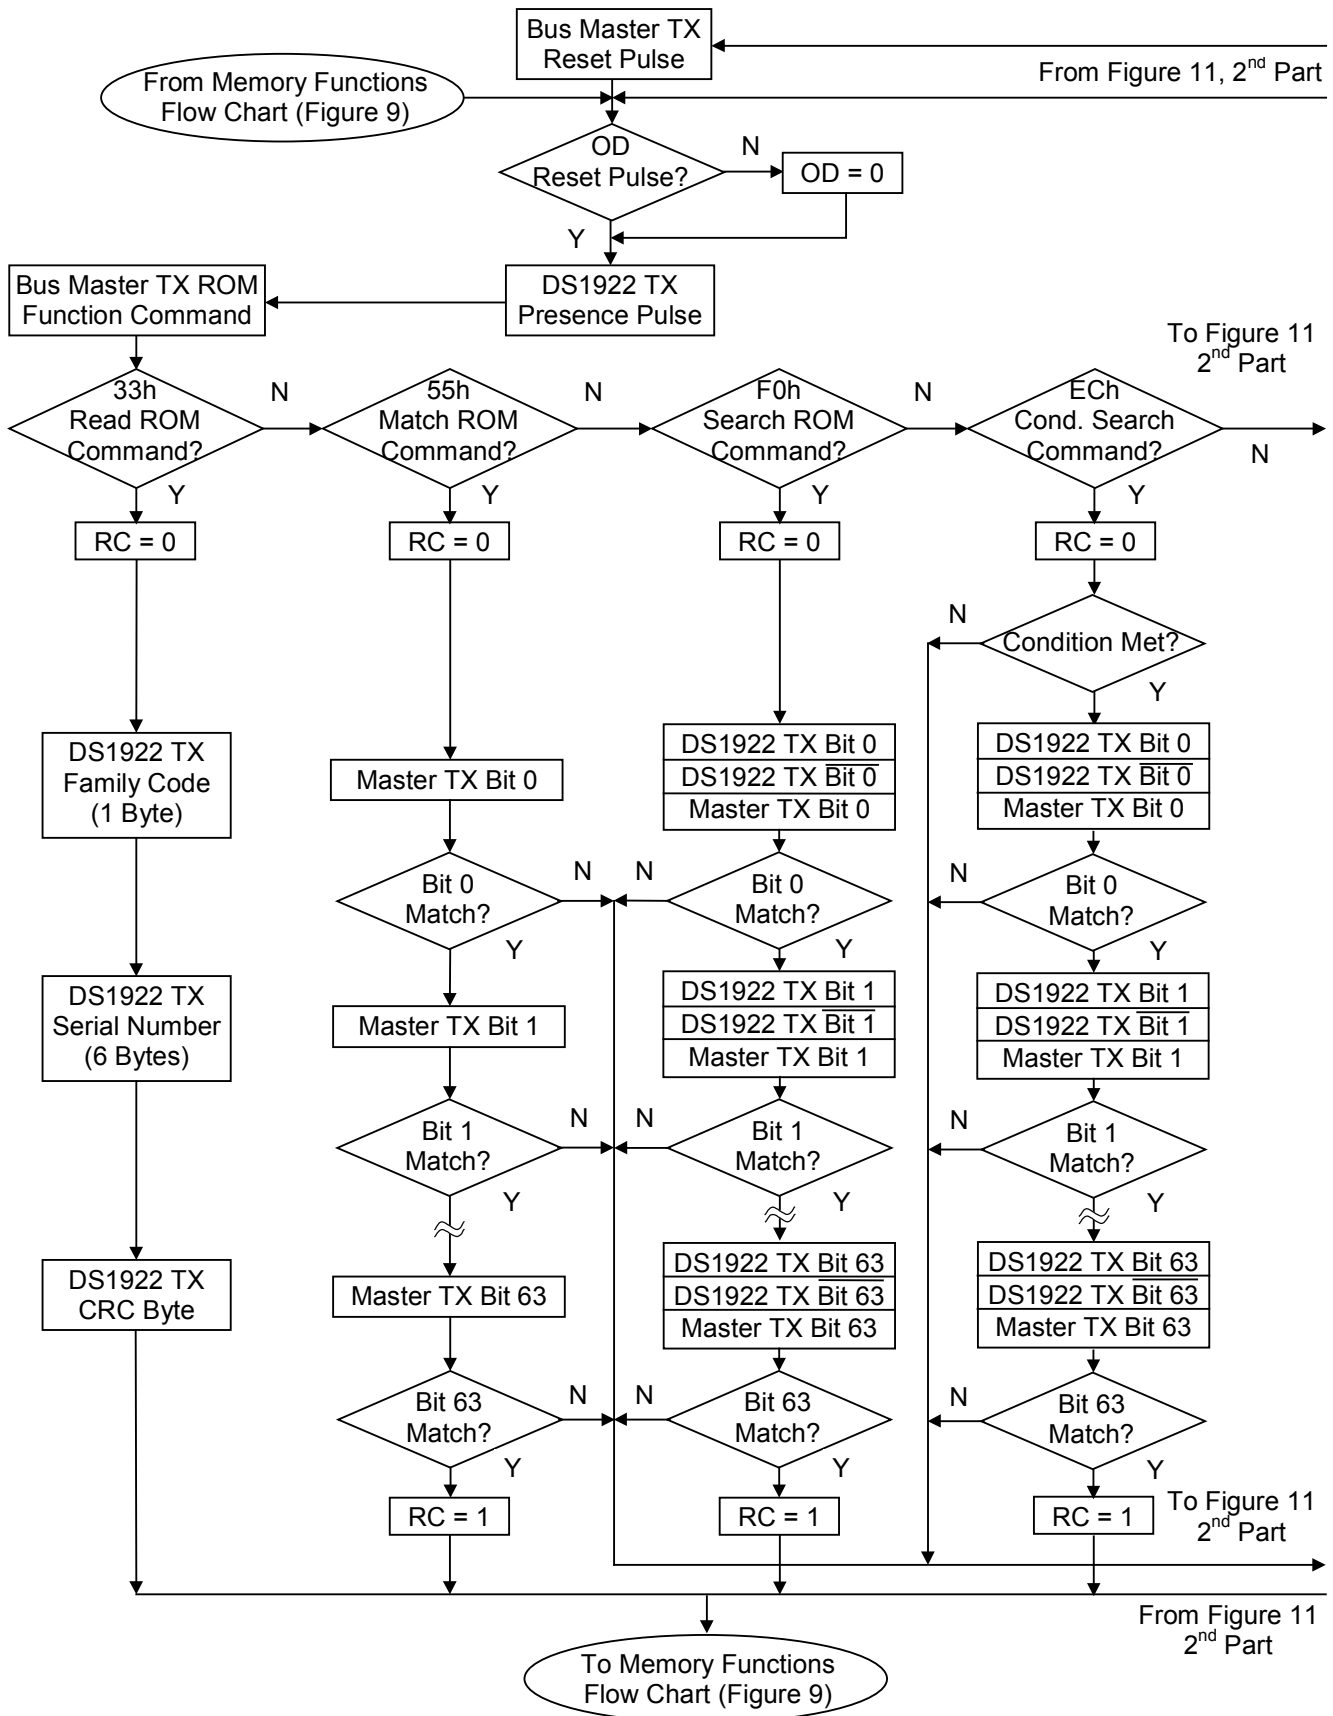 Bus Master TX
Reset Pulse
From Figure 11, 2nd Part
From Memory Functions
Flow Chart (Figure 9)
OD
Reset Pulse?
N
OD = 0
Y
Bus Master TX ROM
Function Command
DS1922 TX
Presence Pulse
To Figure 11
2nd Part
33h
Read ROM
Command?
N
55h
Match ROM
Command?
N
F0h
Search ROM
Command?
N
ECh
Cond. Search
Command?
N
Y
Y
Y
Y
RC = 0
RC = 0
RC = 0
RC = 0
N
Condition Met?
Y
DS1922 TX
Family Code
(1 Byte)
DS1922 TX
Serial Number
(6 Bytes)
DS1922 TX
CRC Byte
Master TX Bit 0
N
Bit 0
Match?
Y
Master TX Bit 1
N
Bit 1
Match?
Y
Master TX Bit 63
N
Bit 63
Match?
Y
RC = 1
DS1922 TX Bit 0
DS1922 TX Bit 0
Master TX Bit 0
N
Bit 0
Match?
Y
DS1922 TX Bit 1
DS1922 TX Bit 1
Master TX Bit 1
N
Bit 1
Match?
Y
DS1922 TX Bit 63
DS1922 TX Bit 63
Master TX Bit 63
N
Bit 63
Match?
Y
RC = 1
DS1922 TX Bit 0
DS1922 TX Bit 0
Master TX Bit 0
N
Bit 0
Match?
Y
DS1922 TX Bit 1
DS1922 TX Bit 1
Master TX Bit 1
N
Bit 1
Match?
Y
DS1922 TX Bit 63
DS1922 TX Bit 63
Master TX Bit 63
N
Bit 63
Match?
Y
RC = 1
To Figure 11
2nd Part
From Figure 11
2nd Part
To Memory Functions
Flow Chart (Figure 9)